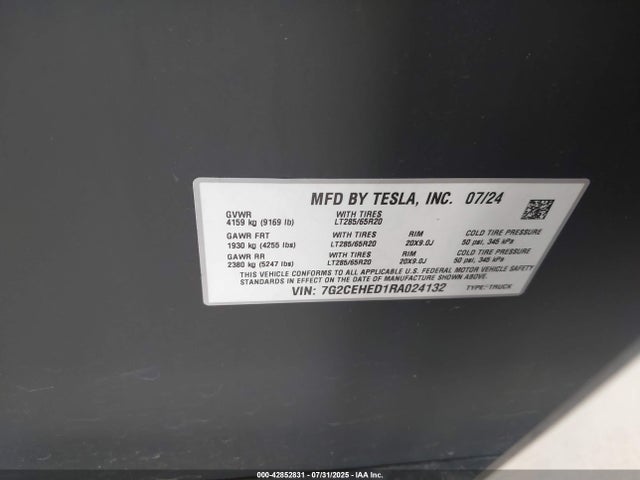 MFD BY TESLA, INC. 07/24
GVWR WITH TIRES
4159 kg (9169 lb) LT285/65R20
GAWR FRT WITH TIRES RIM COLD TIRE PRESSURE
1930 kg (4255 lbs) LT285/65R20 20X9.0J 50 psi, 345 kPa
GAWR RR WITH TIRES RIM COLD TIRE PRESSURE
2380 kg (5247 lbs) LT285/65R20 20X9.0J 50 psi, 345 kPa
THIS VEHICLE CONFORMS TO ALL APPLICABLE U.S. FEDERAL MOTOR VEHICLE SAFETY
STANDARDS IN EFFECT ON THE DATE OF MANUFACTURE SHOWN ABOVE.
VIN: 7G2CEHED1RA024132 TYPE: TRUCK
000-42852831 | 07/31/2025 - IAA Inc.